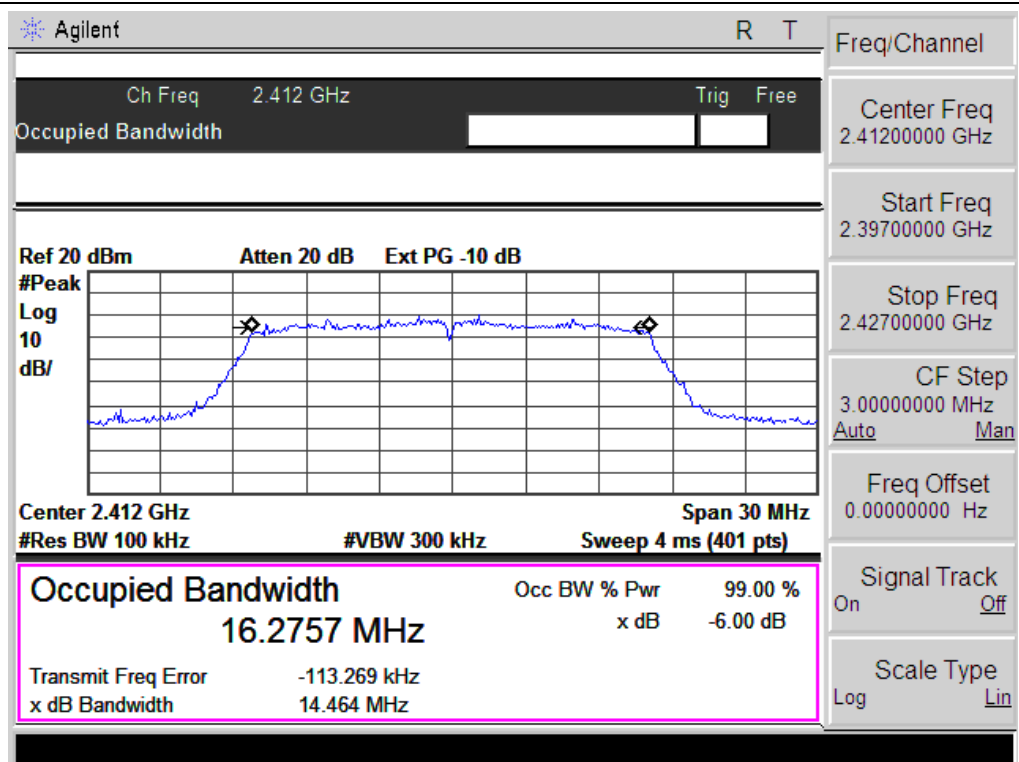 Agilent R T
Ch Freq 2.412 GHz Trig Free
Occupied Bandwidth
Ref 20 dBm Atten 20 dB Ext PG -10 dB
#Peak
Log
10
dB/
Center 2.412 GHz Span 30 MHz
#Res BW 100 kHz #VBW 300 kHz Sweep 4 ms (401 pts)
Occupied Bandwidth Occ BW % Pwr 99.00 %
16.2757 MHz x dB -6.00 dB
Transmit Freq Error -113.269 kHz
x dB Bandwidth 14.464 MHz
Freq/Channel
Center Freq
2.41200000 GHz
Start Freq
2.39700000 GHz
Stop Freq
2.42700000 GHz
CF Step
3.00000000 MHz
Auto Man
Freq Offset
0.00000000 Hz
Signal Track
On Off
Scale Type
Log Lin